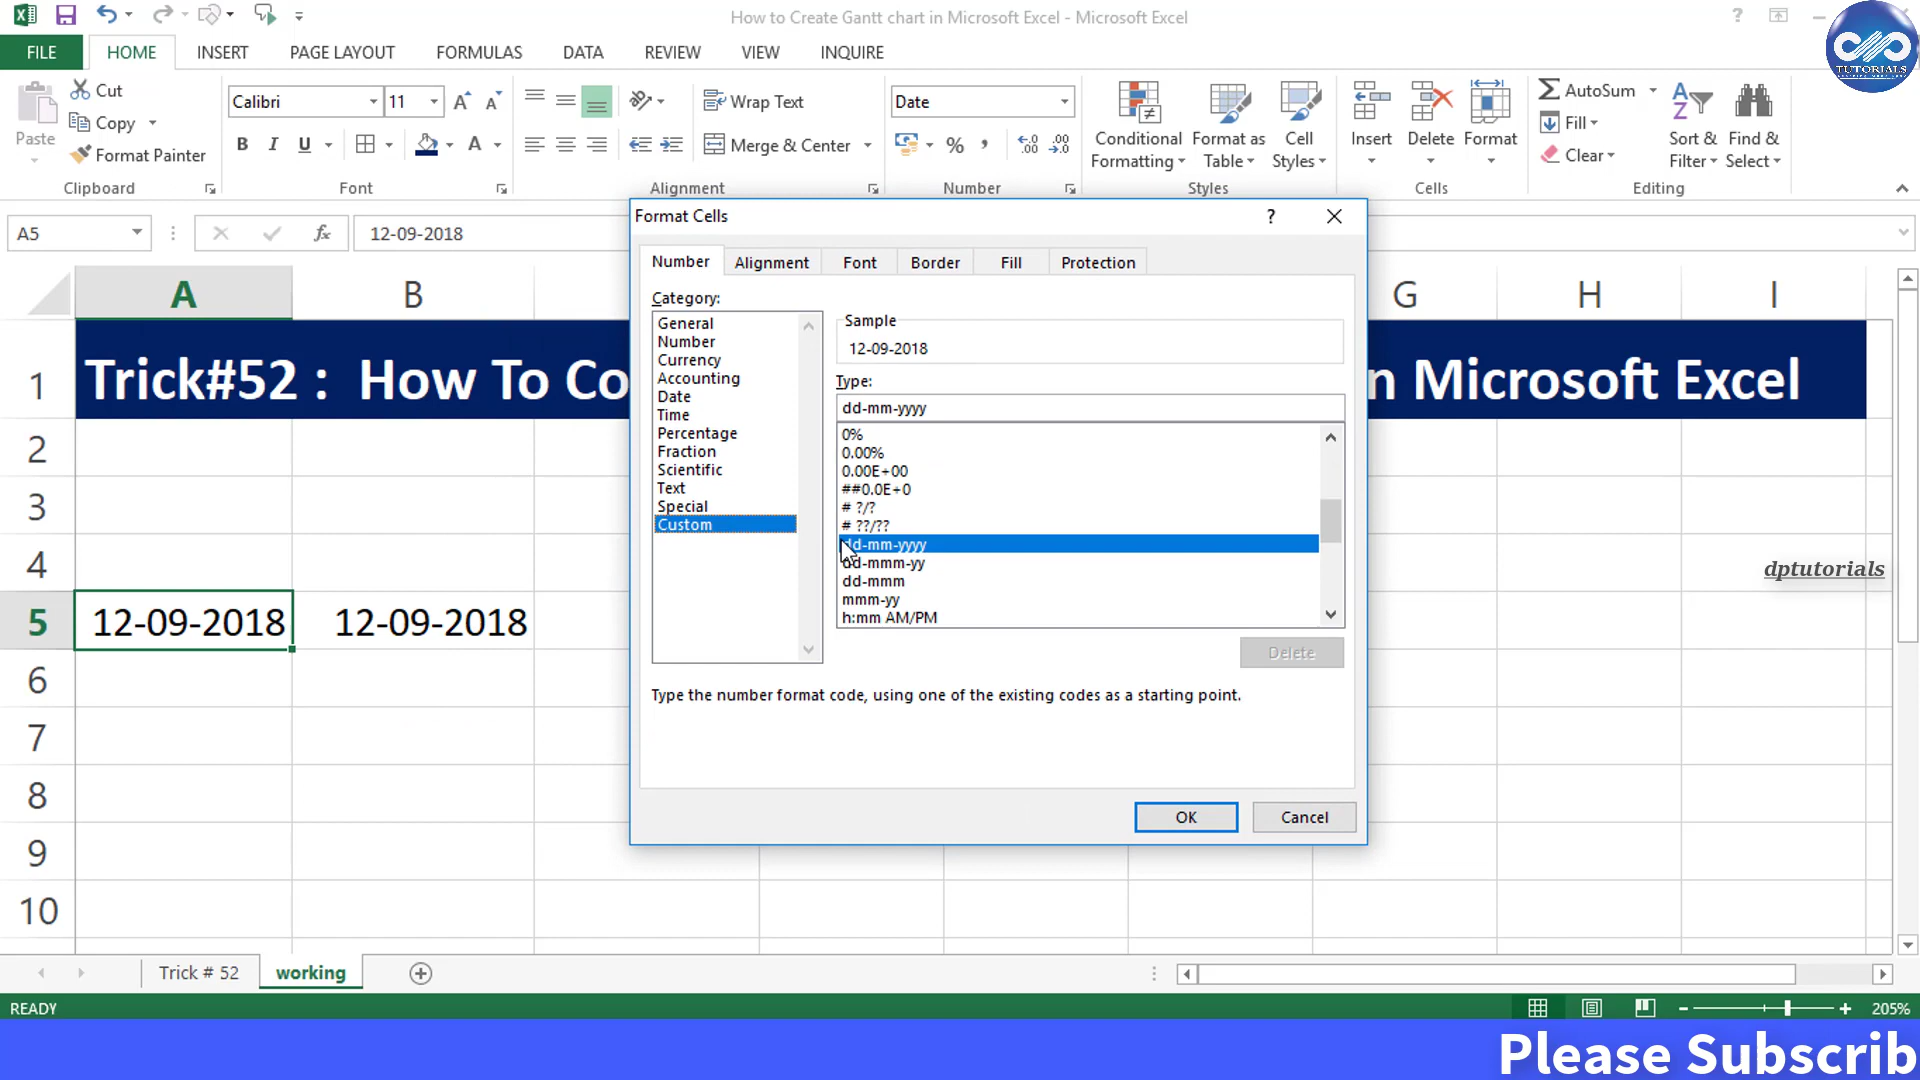 How to Create Gantt chart in Microsoft Excel - Microsoft Excel
FILE HOME INSERT PAGE LAYOUT FORMULAS DATA REVIEW VIEW INQUIRE
TUTORIALS
Paste
Cut
Copy
Format Painter
Clipboard
Calibri 11
B I U
Font
Wrap Text
Merge & Center
Alignment
Date
%
Number
Conditional Formatting
Format as Table
Cell Styles
Styles
Insert
Delete
Format
Cells
AutoSum
Fill
Clear
Sort & Filter
Find & Select
Editing
A5
fx
12-09-2018
A B G H I
1 2 3 4 5 6 7 8 9 10
Trick#52 : How To Co
n Microsoft Excel
12-09-2018 12-09-2018
dptutorials
Format Cells
Number Alignment Font Border Fill Protection
Category:
General
Number
Currency
Accounting
Date
Time
Percentage
Fraction
Scientific
Text
Special
Custom
Sample
12-09-2018
Type:
dd-mm-yyyy
0%
0.00%
0.00E+00
##0.0E+0
# ?/?
# ??/??
dd-mm-yyyy
dd-mmm-yy
dd-mmm
mmm-yy
h:mm AM/PM
Delete
Type the number format code, using one of the existing codes as a starting point.
OK Cancel
Trick # 52 working
READY
205%
Please Subscrib